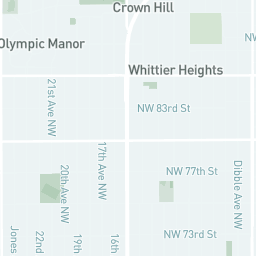 Crown Hill
Olympic Manor
Whittier Heights
21st Ave NW
NW 83rd St
17th Ave NW
20th Ave NW
NW 77th St
Dibble Ave NW
Jones
22nd
19th
16th
NW 73rd St